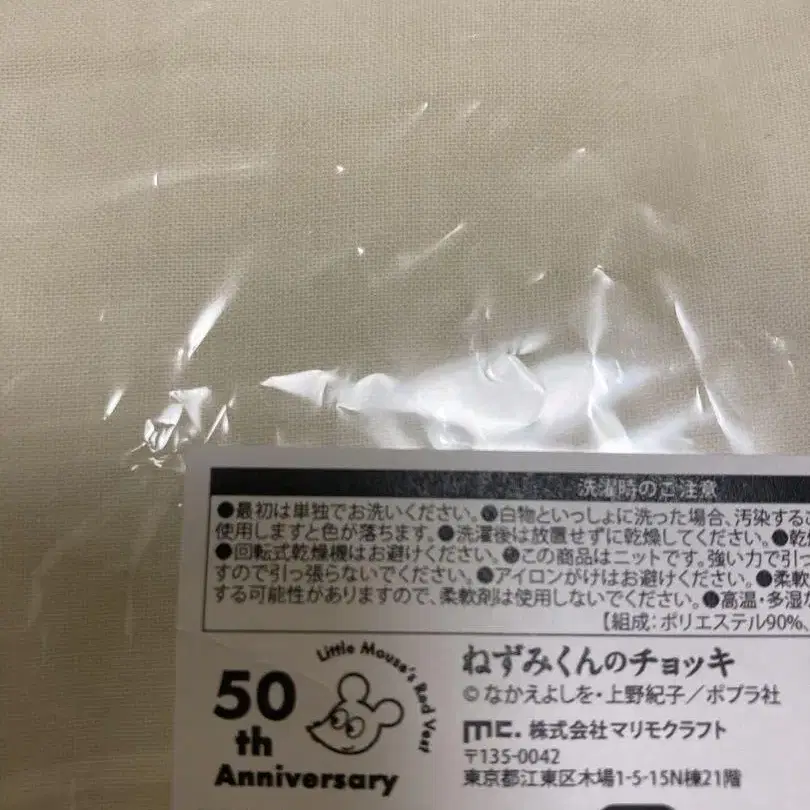 洗濯時のご注意
●最初は単独でお洗いください。●白物といっしょに洗った場合、汚染するこ
使用しますと色が落ちます。●洗濯後は放置せずに乾燥してください。●乾
●回転式乾燥機はお避けください。●この商品はニットです。強い力で引っ
すので引っ張らないでください。●アイロンがけはお避けください。●柔軟
する可能性がありますので、柔軟剤は使用しないでください。●高温・多湿な
【組成:ポリエステル90%、
Little Mouse's Red Vest
50
th
Anniversary
ねずみくんのチョッキ
©なかえよしを・上野紀子/ポプラ社
mc. 株式会社マリモクラフト
〒135-0042
東京都江東区木場1-5-15N棟21階